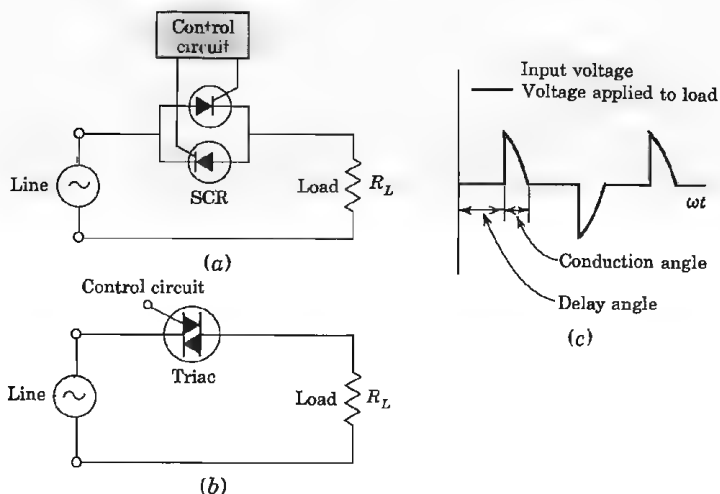 Control
circuit
Line
SCR
Load
R_L
(a)
Control circuit
Triac
Line
Load
R_L
(b)
Input voltage
Voltage applied to load
ωt
Conduction angle
Delay angle
(c)